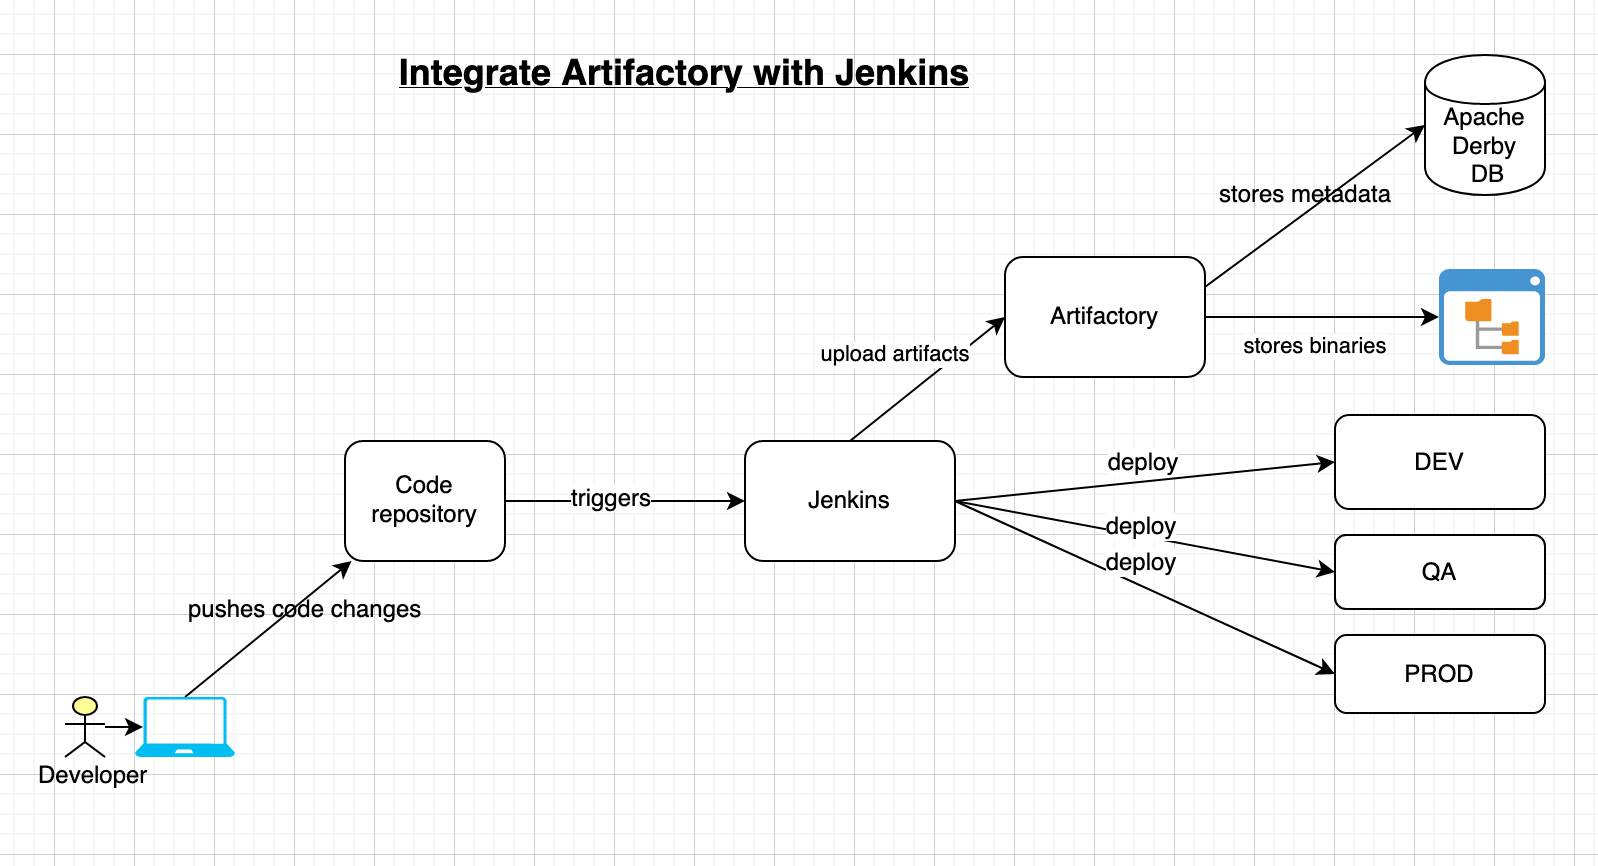 Integrate Artifactory with Jenkins
Apache
Derby
DB
stores metadata
Artifactory
stores binaries
upload artifacts
Code
repository
triggers
Jenkins
deploy
DEV
deploy
QA
deploy
PROD
pushes code changes
Developer